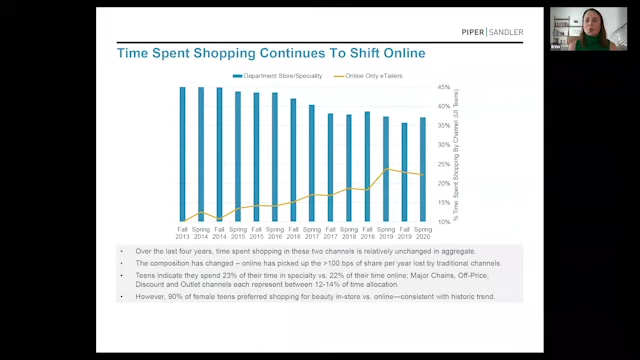 PIPER|SANDLER
Time Spent Shopping Continues To Shift Online
Department Store/Speciality
Online Only eTailers
45%
40%
35%
30%
25%
20%
15%
10%
% Time Spent Shopping By Channel (UI Teens)
Fall 2013
Spring 2014
Fall 2014
Spring 2015
Fall 2015
Spring 2016
Fall 2016
Spring 2017
Fall 2017
Spring 2018
Fall 2018
Spring 2019
Fall 2019
Spring 2020
• Over the last four years, time spent shopping in these two channels is relatively unchanged in aggregate.
• The composition has changed – online has picked up the >100 bps of share per year lost by traditional channels.
• Teens indicate they spend 23% of their time in specialty vs. 22% of their time online; Major Chains, Off-Price,
Discount and Outlet channels each represent between 12-14% of time allocation.
• However, 90% of female teens preferred shopping for beauty in-store vs. online—consistent with historic trend.